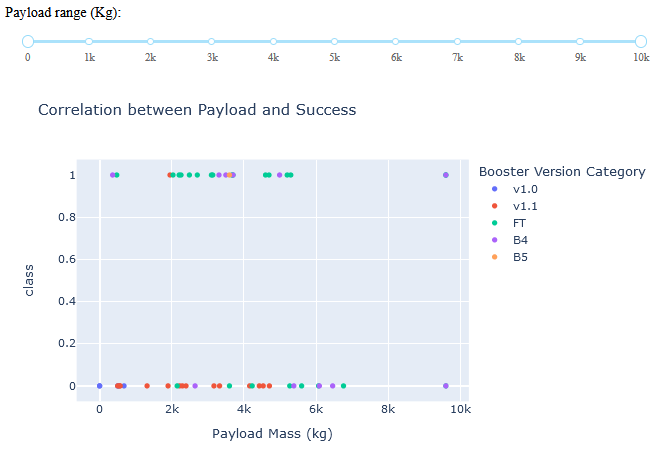 Payload range (Kg):
0 1k 2k 3k 4k 5k 6k 7k 8k 9k 10k
Correlation between Payload and Success
Booster Version Category
v1.0
v1.1
FT
B4
B5
class
1
0.8
0.6
0.4
0.2
0
0 2k 4k 6k 8k 10k
Payload Mass (kg)